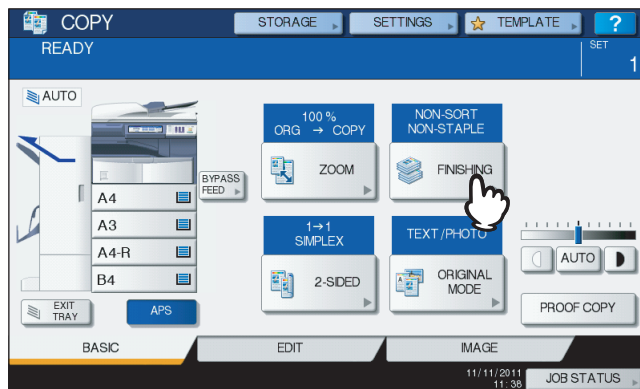 COPY
STORAGE
SETTINGS
TEMPLATE
?
READY
SET
1
AUTO
100 %
ORG → COPY
NON-SORT
NON-STAPLE
ZOOM
FINISHING
BYPASS
FEED
A4
A3
A4-R
B4
1→1
SIMPLEX
TEXT/PHOTO
2-SIDED
ORIGINAL
MODE
AUTO
EXIT
TRAY
APS
PROOF COPY
BASIC
EDIT
IMAGE
11/11/2011
11:38
JOB STATUS